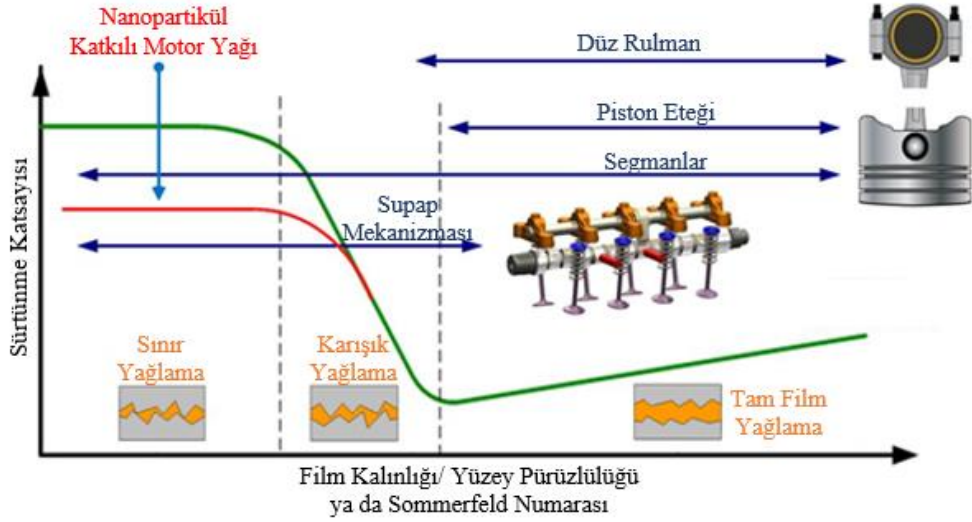 Nanopartikül
Katkılı Motor Yağı
Düz Rulman
Piston Eteği
Segmanlar
Supap
Mekanizması
Sürtünme Katsayısı
Sınır
Yağlama
Karışık
Yağlama
Tam Film
Yağlama
Film Kalınlığı/ Yüzey Pürüzlülüğü
ya da Sommerfeld Numarası